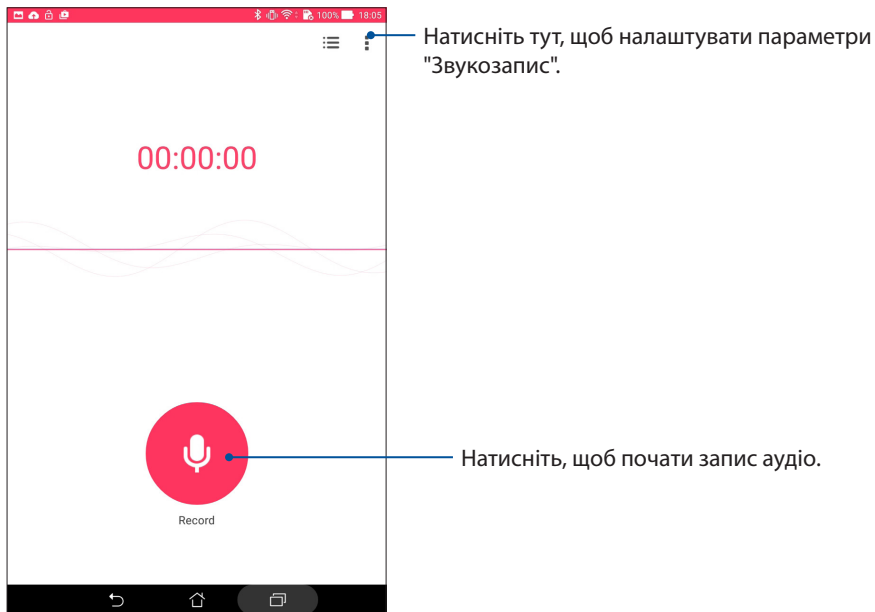 100% 18:05
Натисніть тут, щоб налаштувати параметри
"Звукозапис".
00:00:00
Натисніть, щоб почати запис аудіо.
Record